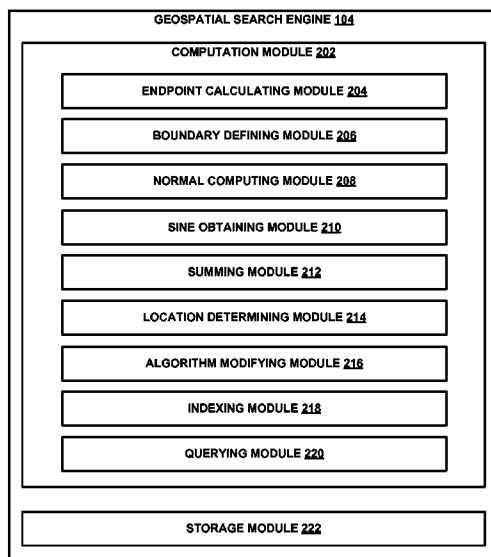 GEOSPATIAL SEARCH ENGINE 104
COMPUTATION MODULE 202
ENDPOINT CALCULATING MODULE 204
BOUNDARY DEFINING MODULE 206
NORMAL COMPUTING MODULE 208
SINE OBTAINING MODULE 210
SUMMING MODULE 212
LOCATION DETERMINING MODULE 214
ALGORITHM MODIFYING MODULE 216
INDEXING MODULE 218
QUERYING MODULE 220
STORAGE MODULE 222